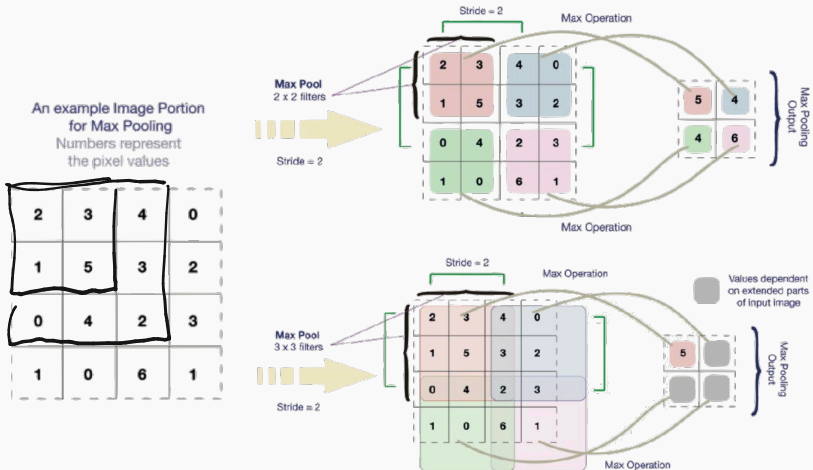 An example Image Portion
for Max Pooling
Numbers represent
the pixel values
2 3 4 0
1 5 3 2
0 4 2 3
1 0 6 1
Stride = 2
Max Operation
Max Pool
2 x 2 filters
Stride = 2
2 3 4 0
1 5 3 2
0 4 2 3
1 0 6 1
5 4
4 6
Max Pooling
Output
Max Operation
Stride = 2
Max Operation
Max Pool
3 x 3 filters
Stride = 2
2 3 4 0
1 5 3 2
0 4 2 3
1 0 6 1
5
Values dependent
on extended parts
of input image
Max Pooling
Output
Max Operation